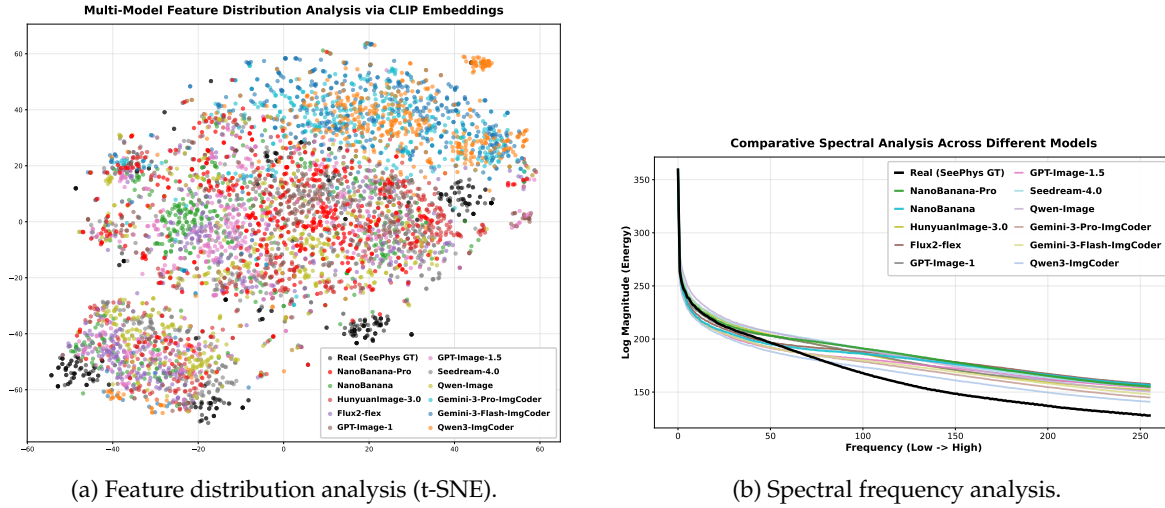 Multi-Model Feature Distribution Analysis via CLIP Embeddings
60
40
20
0
−20
−40
−60
−60
−40
−20
0
20
40
60
Real (SeePhys GT)
NanoBanana-Pro
NanoBanana
HunyuanImage-3.0
Flux2-flex
GPT-Image-1
GPT-Image-1.5
Seedream-4.0
Qwen-Image
Gemini-3-Pro-ImgCoder
Gemini-3-Flash-ImgCoder
Qwen3-ImgCoder
(a) Feature distribution analysis (t-SNE).
Comparative Spectral Analysis Across Different Models
Log Magnitude (Energy)
350
300
250
200
150
0
50
100
150
200
250
Frequency (Low -> High)
Real (SeePhys GT)
NanoBanana-Pro
NanoBanana
HunyuanImage-3.0
Flux2-flex
GPT-Image-1
GPT-Image-1.5
Seedream-4.0
Qwen-Image
Gemini-3-Pro-ImgCoder
Gemini-3-Flash-ImgCoder
Qwen3-ImgCoder
(b) Spectral frequency analysis.